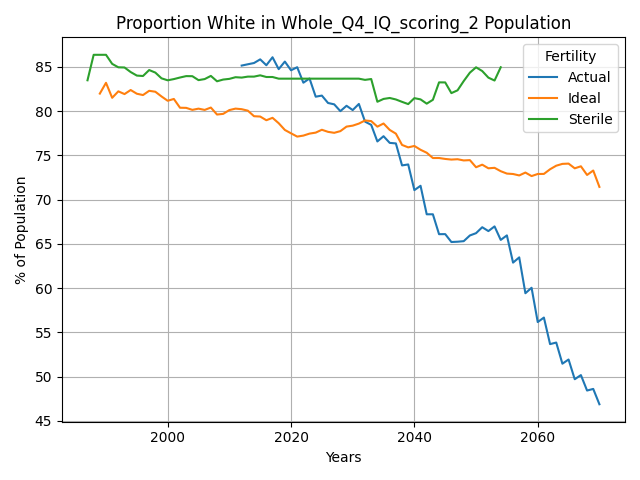 Proportion White in Whole_Q4_IQ_scoring_2 Population
% of Population
85
80
75
70
65
60
55
50
45
2000
2020
2040
2060
Years
Fertility
Actual
Ideal
Sterile